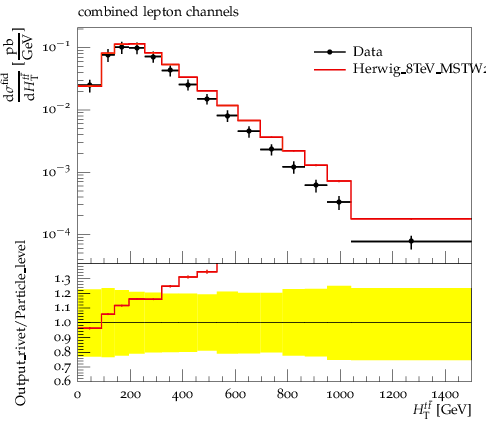 combined lepton channels
dσ^fid / dH_T^{tt̄} [pb / GeV]
10^−1
10^−2
10^−3
10^−4
Data
Herwig_8TeV_MSTW
Output_rivet/Particle_level
1.3
1.2
1.1
1.0
0.9
0.8
0.7
0.6
0 200 400 600 800 1000 1200 1400
H_T^{tt̄} [GeV]